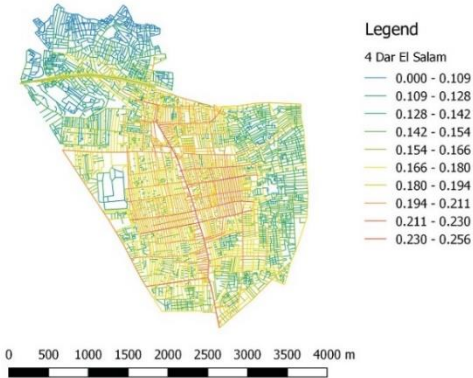 Legend
4 Dar El Salam
0.000 - 0.109
0.109 - 0.128
0.128 - 0.142
0.142 - 0.154
0.154 - 0.166
0.166 - 0.180
0.180 - 0.194
0.194 - 0.211
0.211 - 0.230
0.230 - 0.256
0 500 1000 1500 2000 2500 3000 3500 4000 m